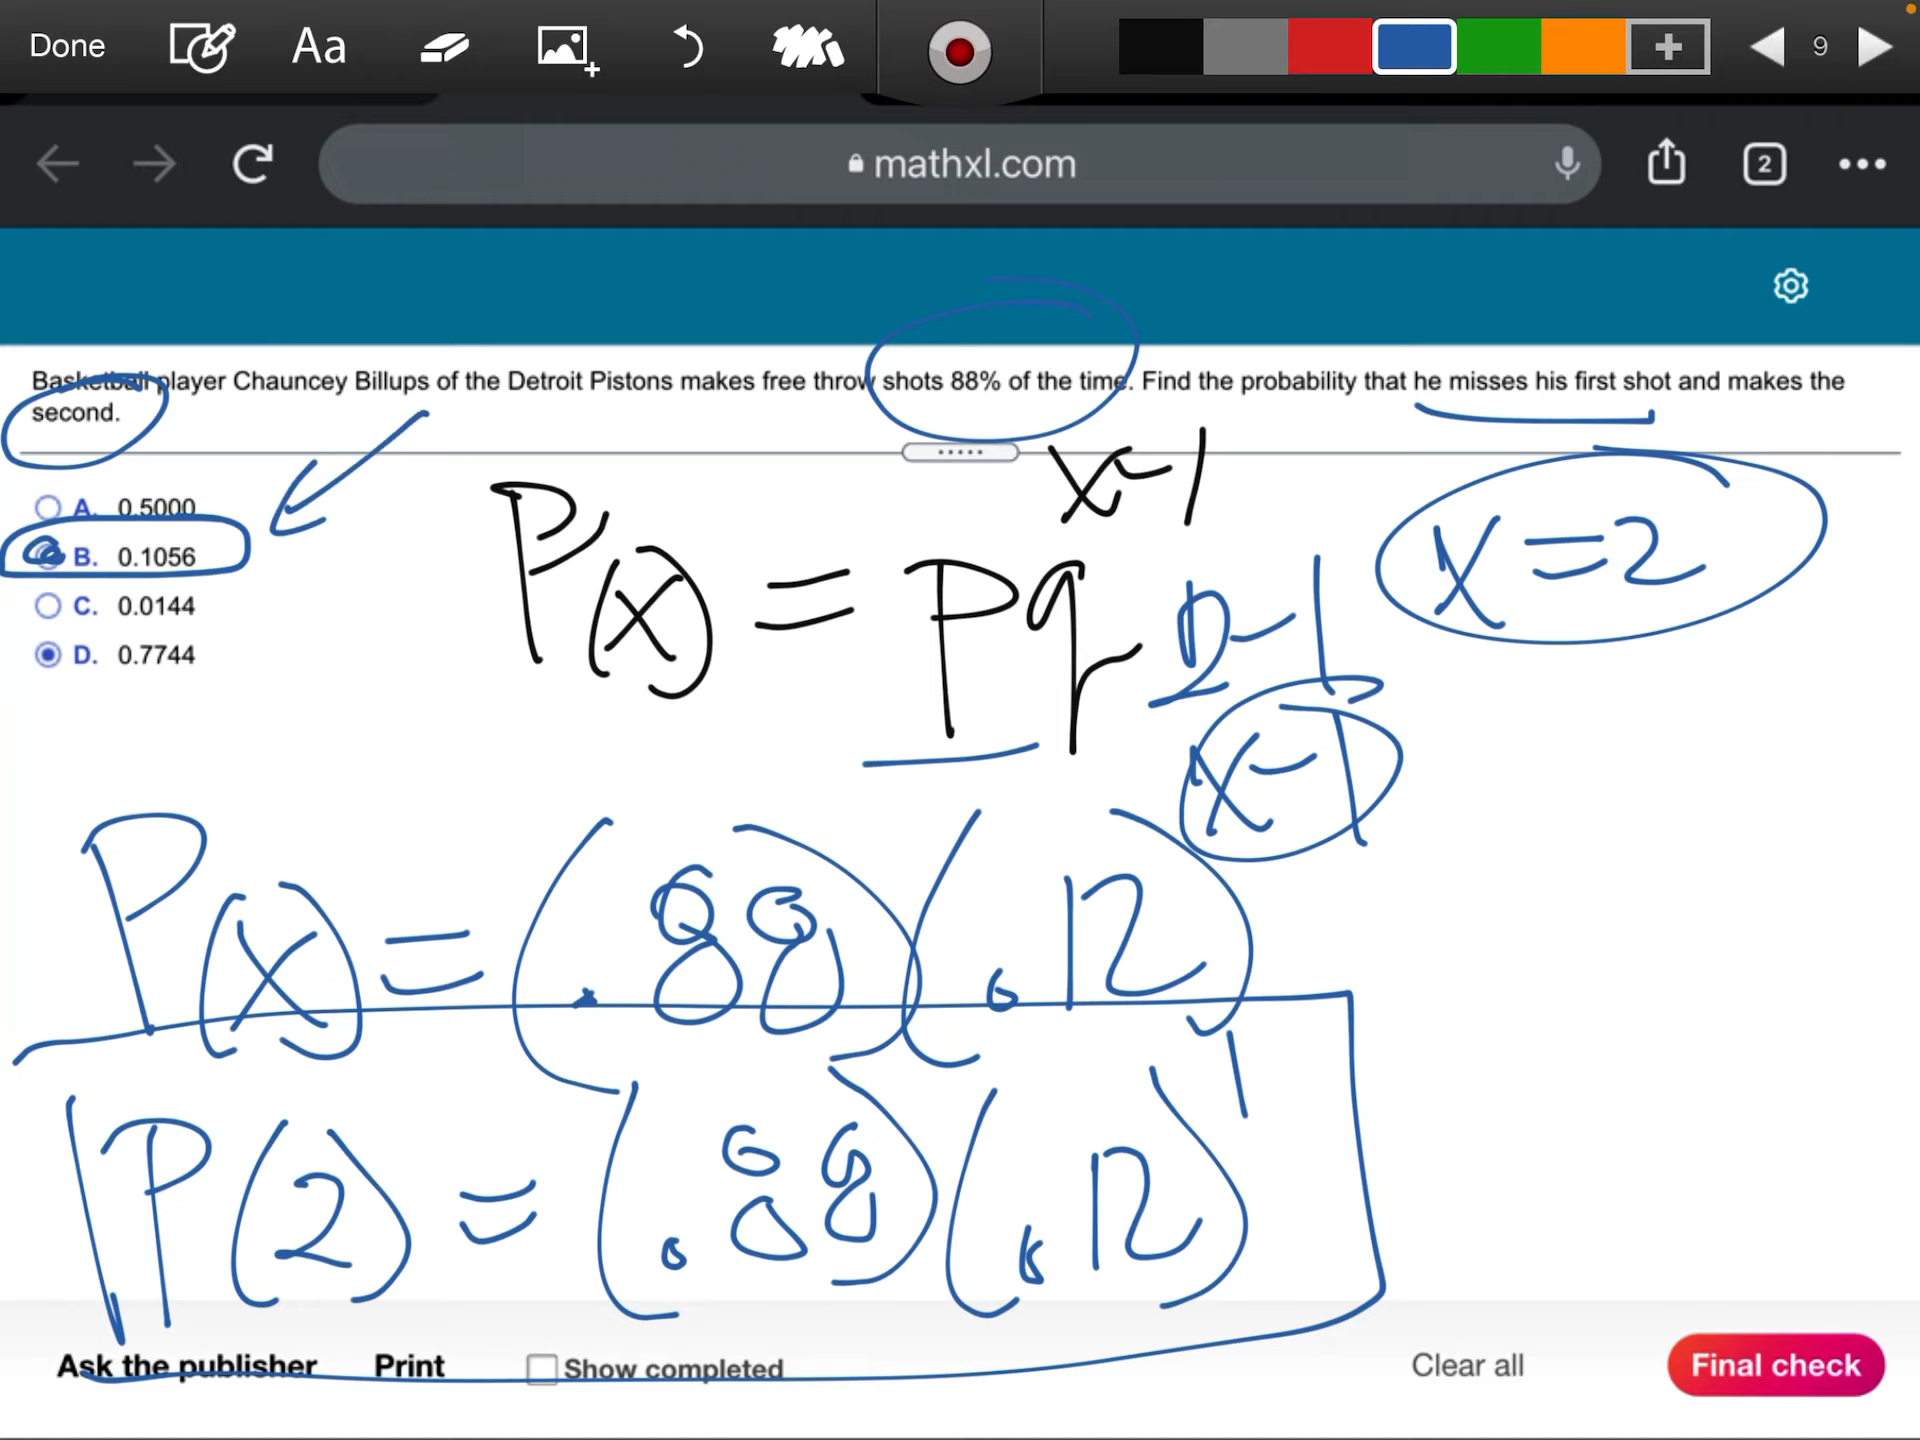 Done Aa 9
mathxl.com 2
Basketball player Chauncey Billups of the Detroit Pistons makes free throw shots 88% of the time. Find the probability that he misses his first shot and makes the
second.
A. 0.5000
B. 0.1056
C. 0.0144
D. 0.7744
x-1
P(x) = pq
x=2
2-1
x-1
P(x) = (.88)(.12)
1
P(2) = (.88)(.12)
Ask the publisher Print Show completed Clear all Final check